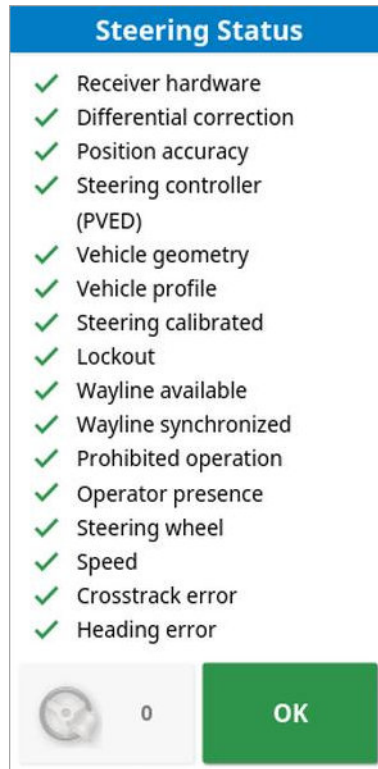 Steering Status
Receiver hardware
Differential correction
Position accuracy
Steering controller
(PVED)
Vehicle geometry
Vehicle profile
Steering calibrated
Lockout
Wayline available
Wayline synchronized
Prohibited operation
Operator presence
Steering wheel
Speed
Crosstrack error
Heading error
0
OK